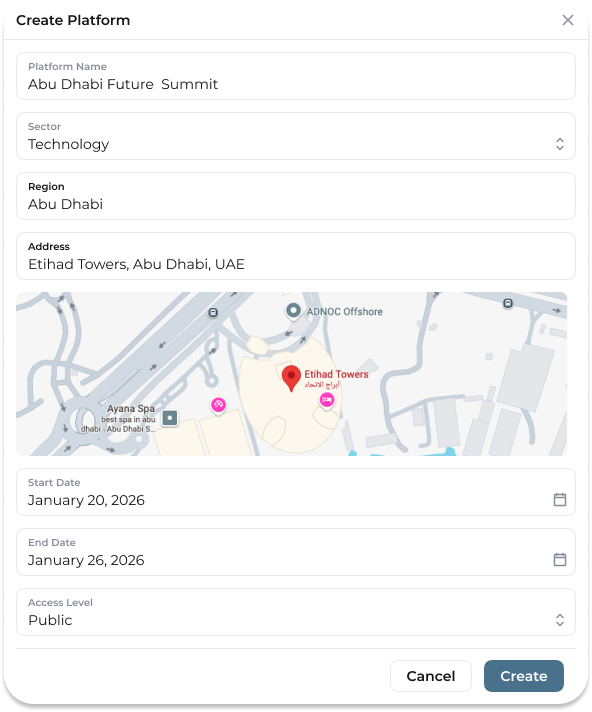 Create Platform
Platform Name
Abu Dhabi Future  Summit
Sector
Technology
Region
Abu Dhabi
Address
Etihad Towers, Abu Dhabi, UAE
ADNOC Offshore
Etihad Towers
أبراج الاتحاد
Ayana Spa
best spa in abu
dhabi - Abu Dhabi S...
Start Date
January 20, 2026
End Date
January 26, 2026
Access Level
Public
Cancel
Create